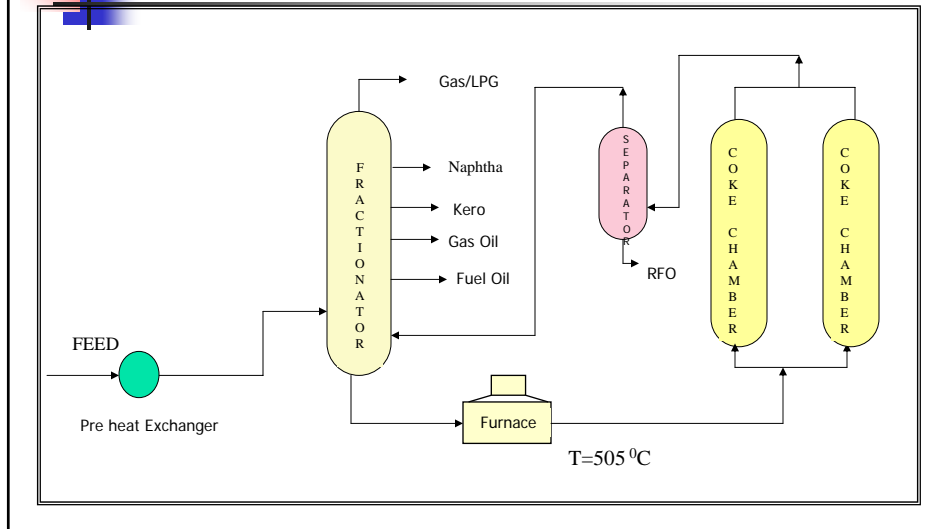 Gas/LPG
FRACTIONATOR
Naphtha
Kero
Gas Oil
Fuel Oil
SEPARATOR
RFO
COKE CHAMBER
COKE CHAMBER
FEED
Pre heat Exchanger
Furnace
T=505 ⁰C